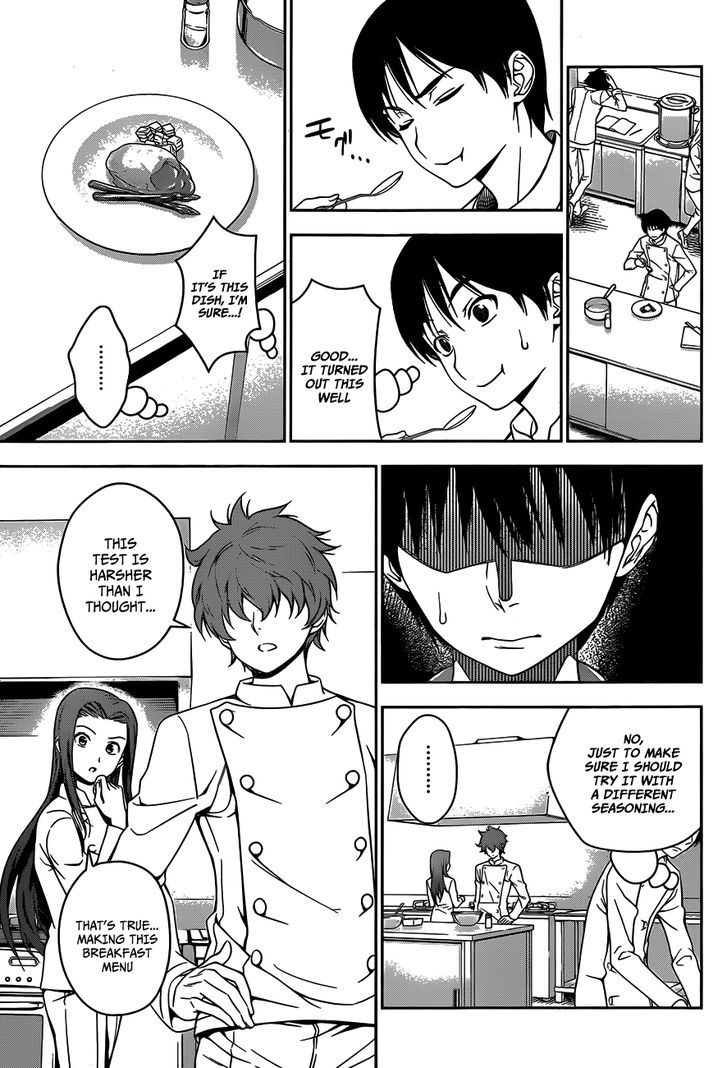 モグ…
GOOD...
IT TURNED
OUT THIS
WELL
IF
IT'S THIS
DISH, I'M
SURE...!
.........
NO,
JUST TO MAKE
SURE I SHOULD
TRY IT WITH
A DIFFERENT
SEASONING...
.........
THIS
TEST IS
HARSHER
THAN I
THOUGHT...
THAT'S TRUE...
MAKING THIS
BREAKFAST
MENU